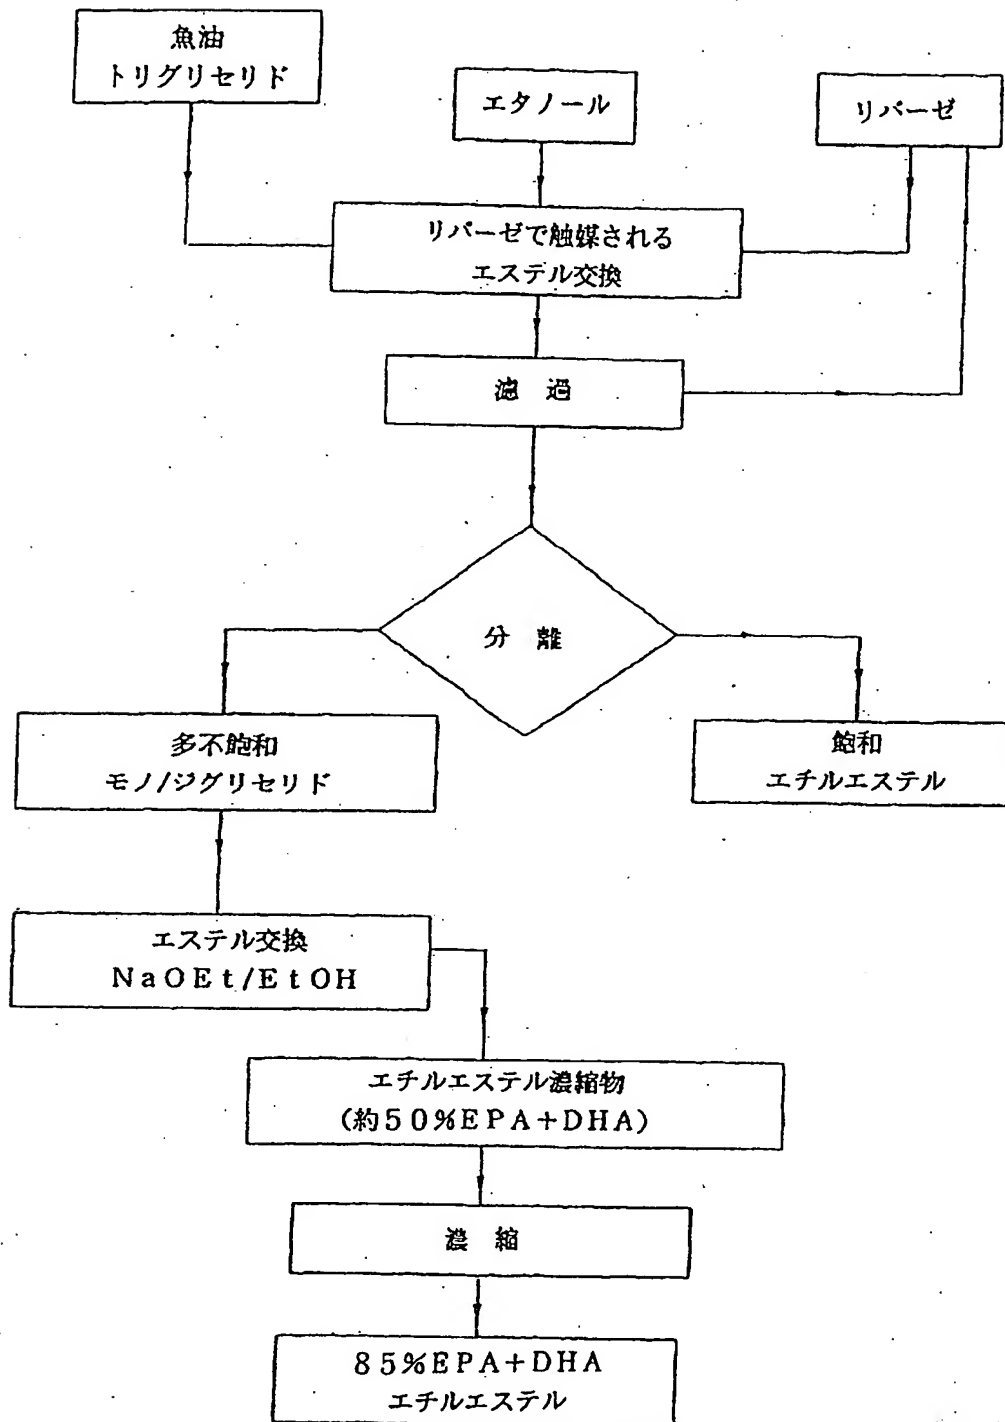 魚油
トリグリセリド
エタノール
リパーゼ
リパーゼで触媒される
エステル交換
濾過
分離
多不飽和
モノ/ジグリセリド
飽和
エチルエステル
エステル交換
NaOEt/EtOH
エチルエステル濃縮物
(約50%EPA+DHA)
濃縮
85%EPA+DHA
エチルエステル